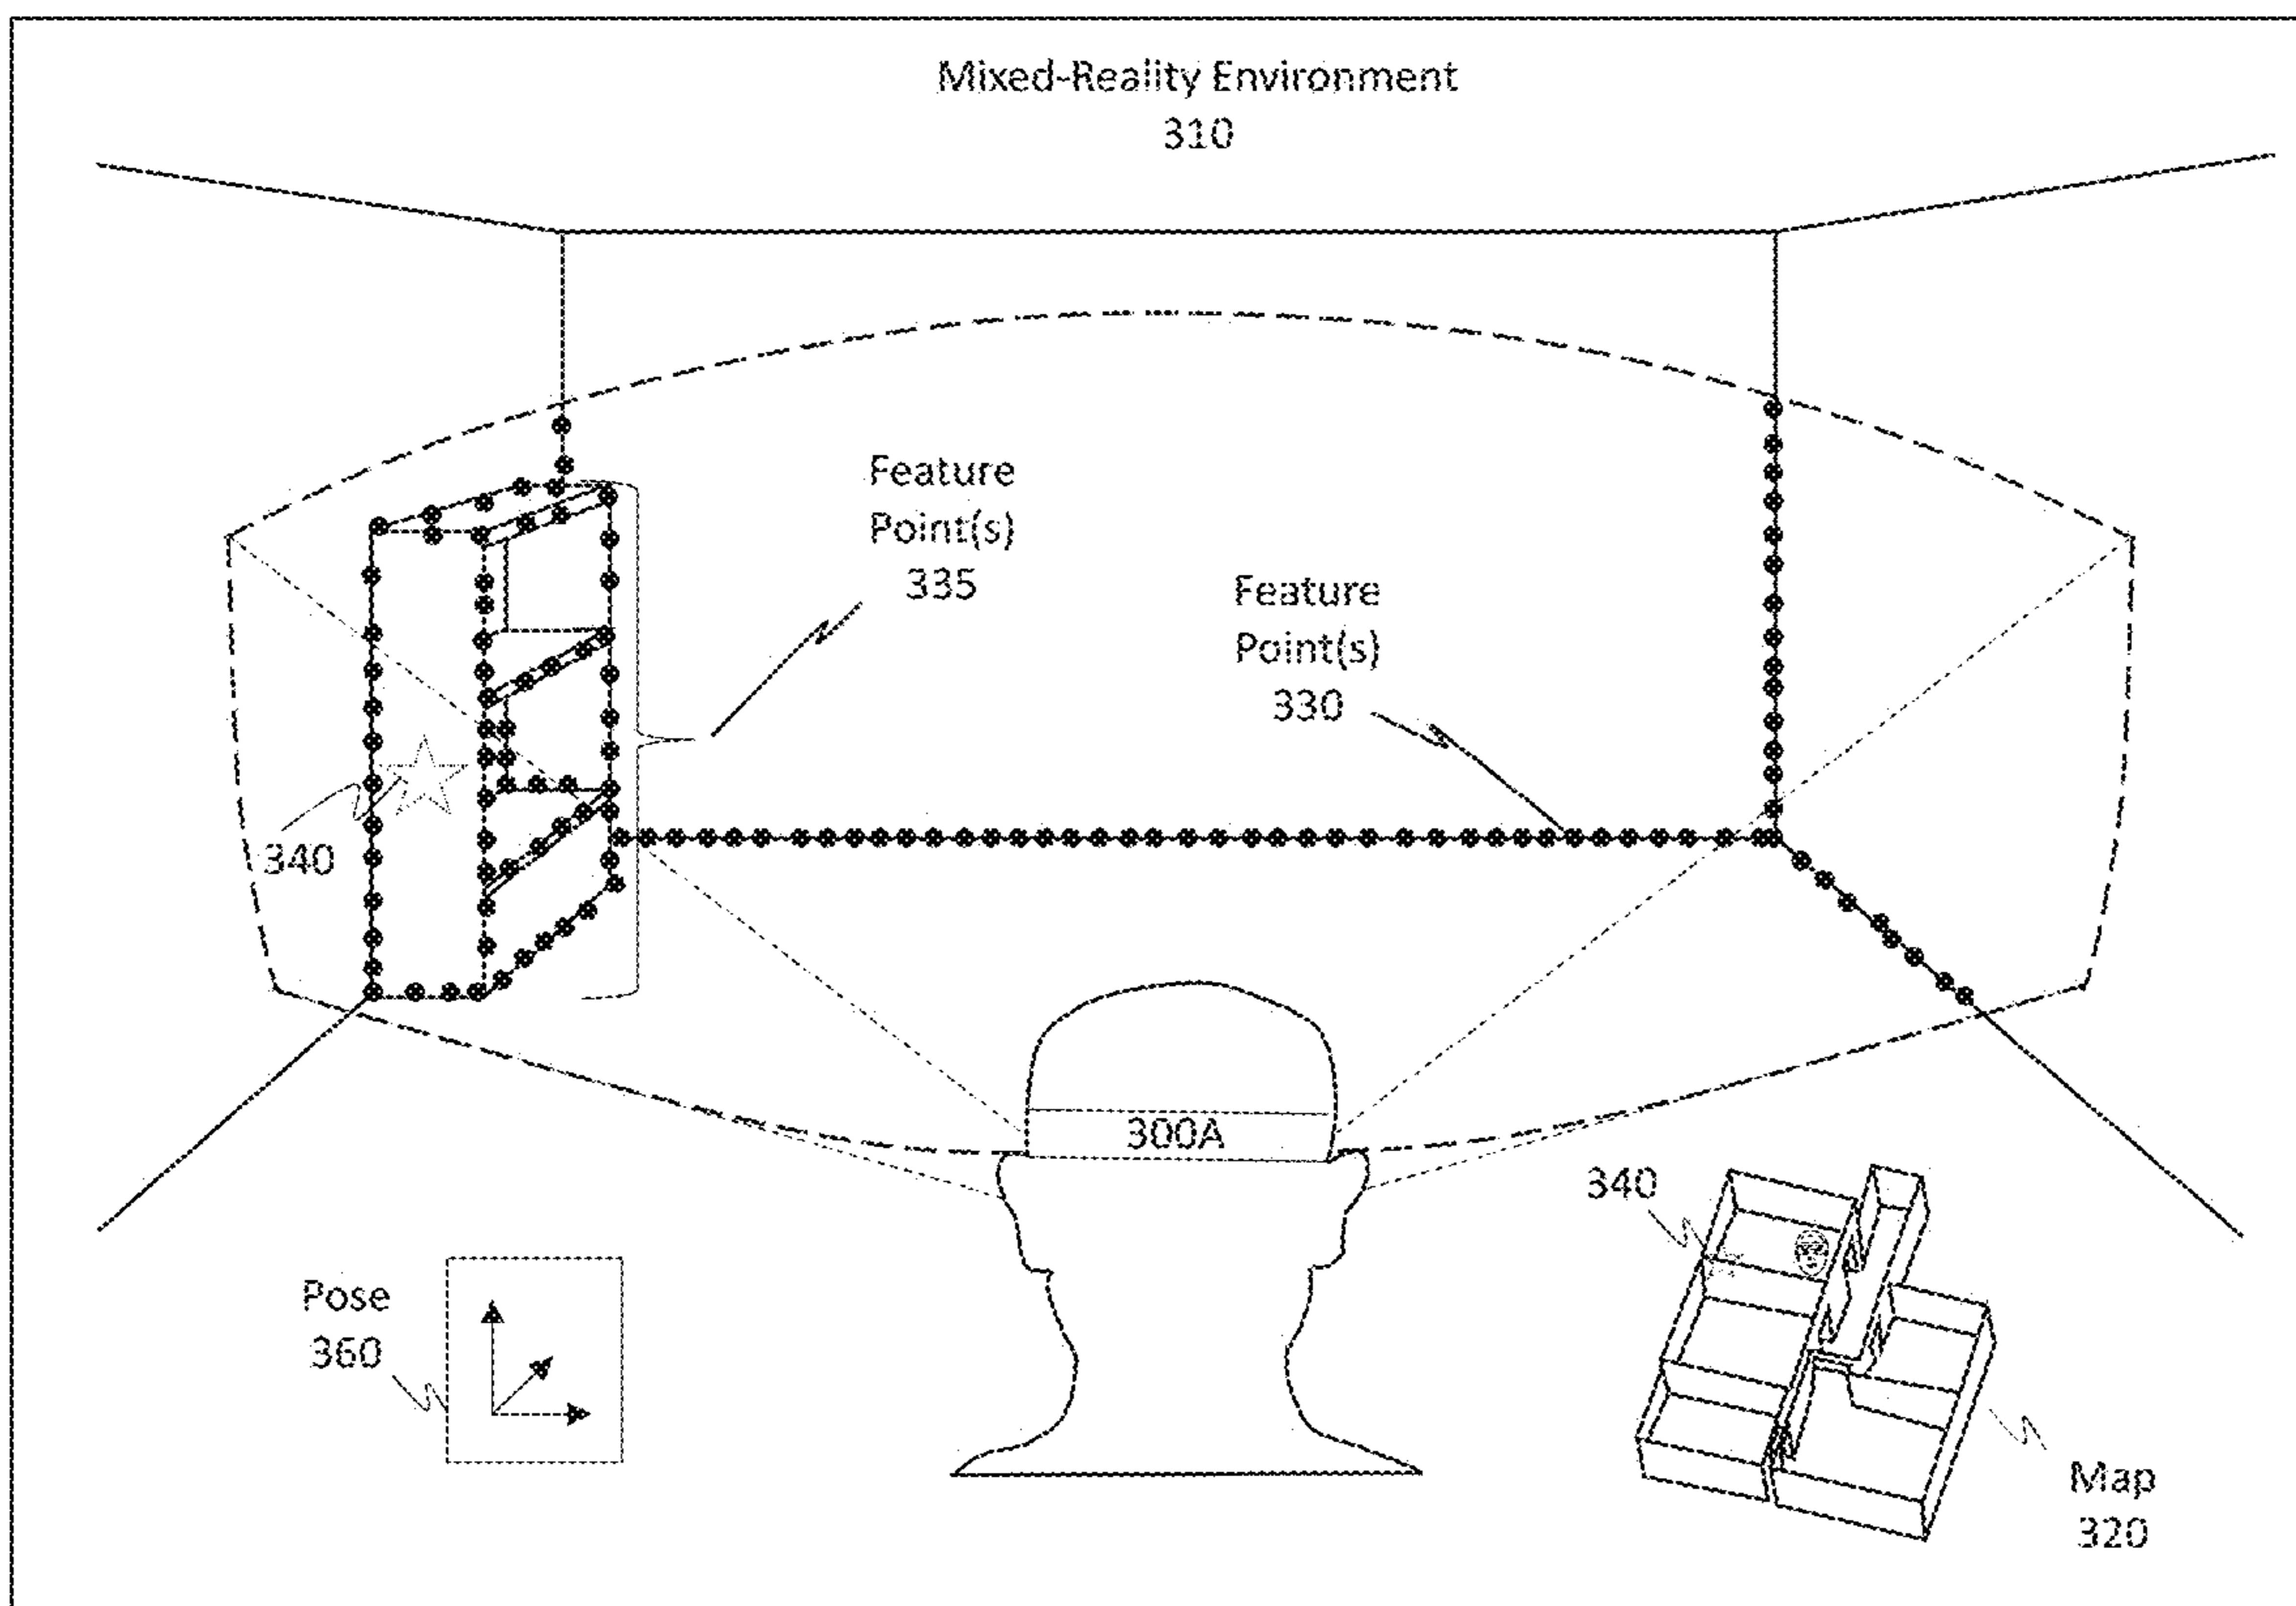 Mixed-Reality Environment
310
Feature
Point(s)
335
Feature
Point(s)
330
340
300A
340
Pose
360
Map
320